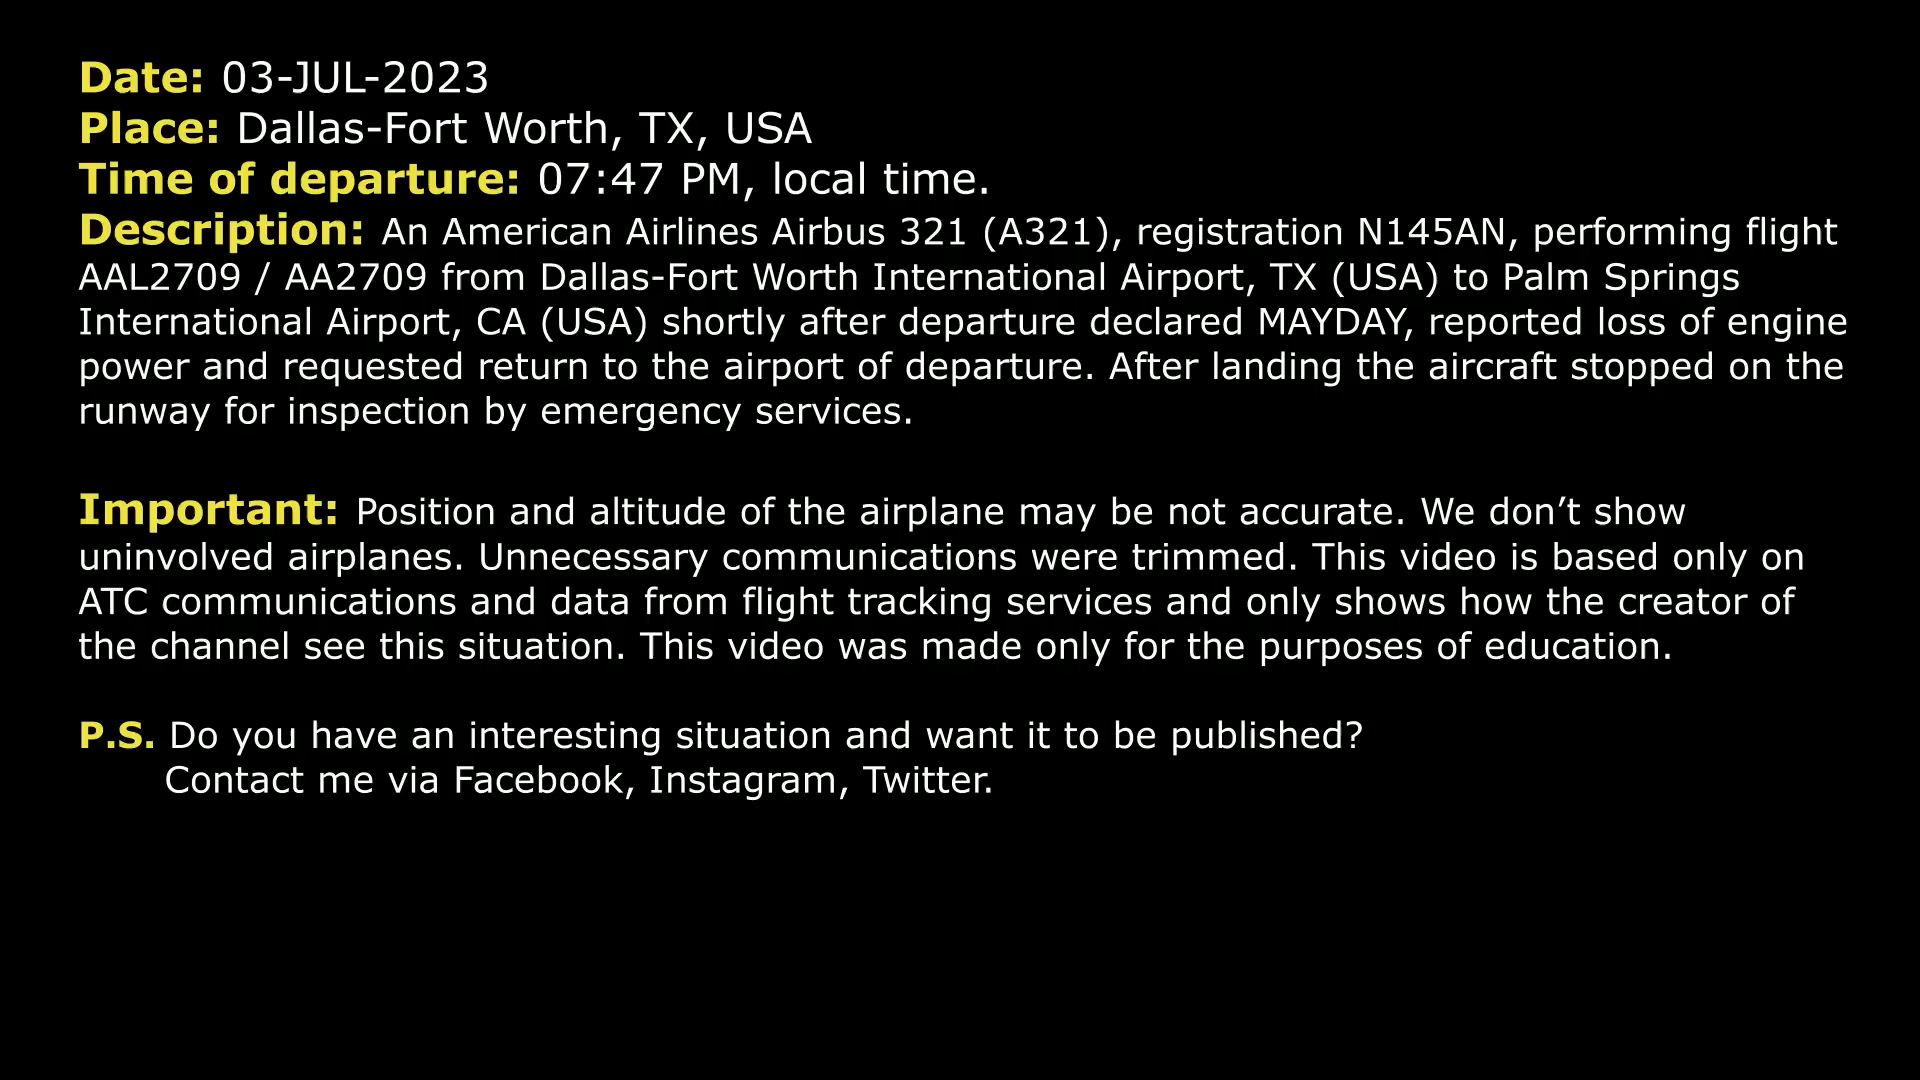 Date: 03-JUL-2023
Place: Dallas-Fort Worth, TX, USA
Time of departure: 07:47 PM, local time.
Description: An American Airlines Airbus 321 (A321), registration N145AN, performing flight
AAL2709 / AA2709 from Dallas-Fort Worth International Airport, TX (USA) to Palm Springs
International Airport, CA (USA) shortly after departure declared MAYDAY, reported loss of engine
power and requested return to the airport of departure. After landing the aircraft stopped on the
runway for inspection by emergency services.
Important: Position and altitude of the airplane may be not accurate. We don’t show
uninvolved airplanes. Unnecessary communications were trimmed. This video is based only on
ATC communications and data from flight tracking services and only shows how the creator of
the channel see this situation. This video was made only for the purposes of education.
P.S. Do you have an interesting situation and want it to be published?
Contact me via Facebook, Instagram, Twitter.